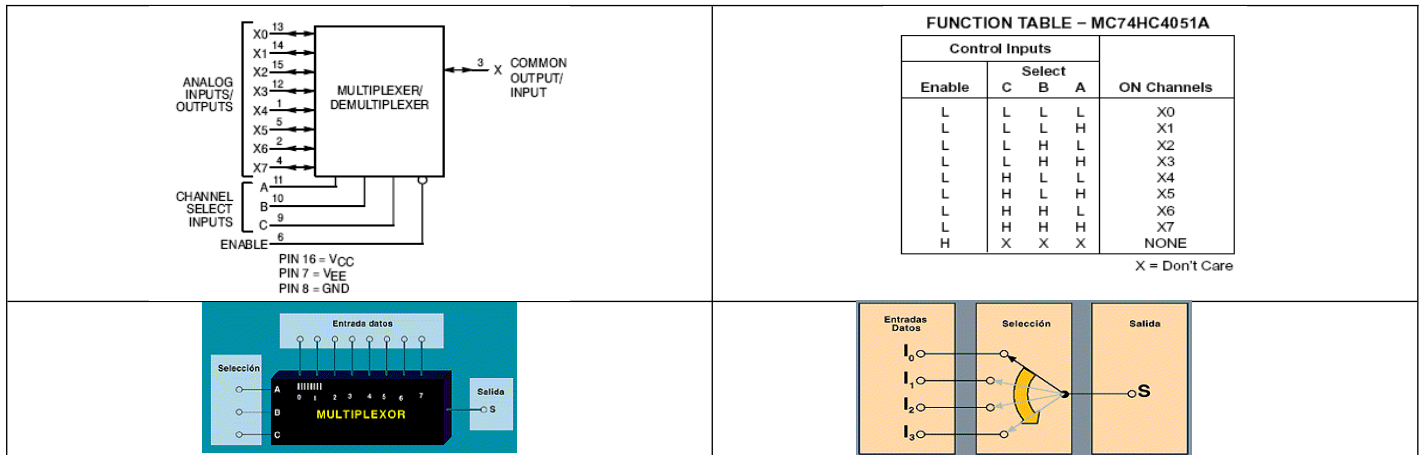 X0 13
X1 14
X2 15
X3 12
X4 1
X5 5
X6 2
X7 4
ANALOG
INPUTS/
OUTPUTS
MULTIPLEXER/
DEMULTIPLEXER
3 X COMMON
OUTPUT/
INPUT
CHANNEL
SELECT
INPUTS
A 11
B 10
C 9
ENABLE 6
PIN 16 = VCC
PIN 7 = VEE
PIN 8 = GND
FUNCTION TABLE – MC74HC4051A
Control Inputs
Select
Enable C B A ON Channels
L L L L X0
L L L H X1
L L H L X2
L L H H X3
L H L L X4
L H L H X5
L H H L X6
L H H H X7
H X X X NONE
X = Don't Care
Entrada datos
Selección
A
B
C
0 1 2 3 4 5 6 7
MULTIPLEXOR
Salida
S
Entradas
Datos
I0
I1
I2
I3
Selección
Salida
S